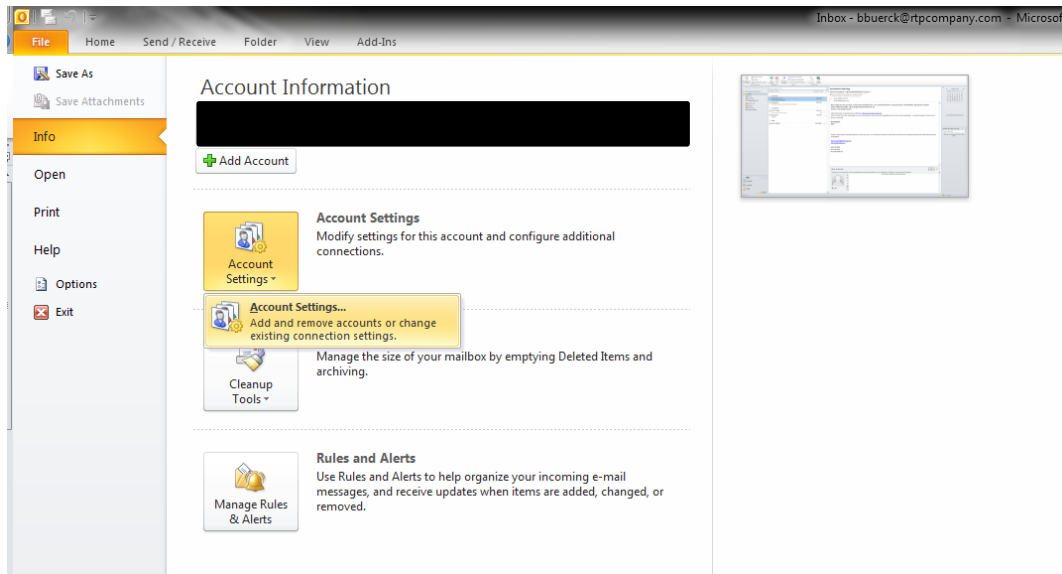 Inbox - bbuerck@rtpcompany.com - Microsof
File Home Send / Receive Folder View Add-Ins
Save As
Save Attachments
Info
Open
Print
Help
Options
Exit
Account Information
Add Account
Account Settings
Modify settings for this account and configure additional
connections.
Account
Settings
Account Settings...
Add and remove accounts or change
existing connection settings.
Manage the size of your mailbox by emptying Deleted Items and
archiving.
Cleanup
Tools
Rules and Alerts
Use Rules and Alerts to help organize your incoming e-mail
messages, and receive updates when items are added, changed, or
removed.
Manage Rules
& Alerts